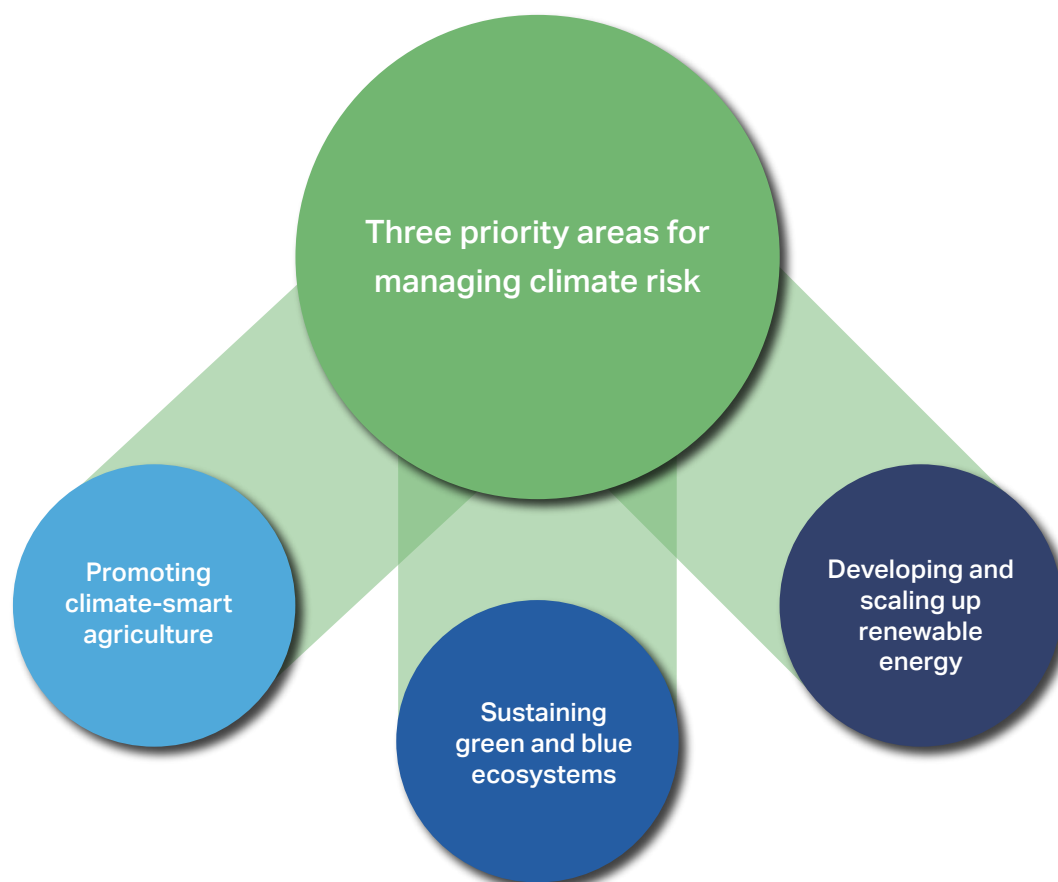 Three priority areas for
managing climate risk
Promoting
climate-smart
agriculture
Sustaining
green and blue
ecosystems
Developing and
scaling up
renewable
energy